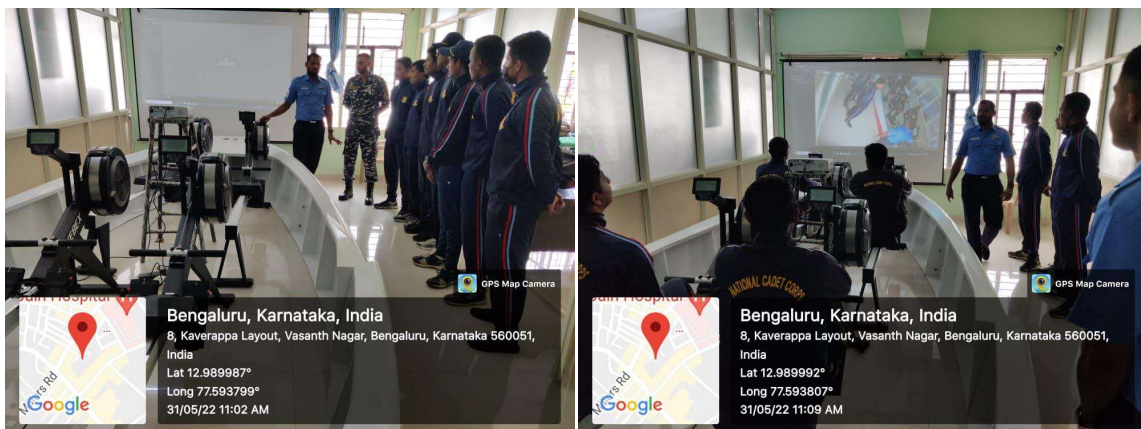 GPS Map Camera
Bengaluru, Karnataka, India
8, Kaverappa Layout, Vasanth Nagar, Bengaluru, Karnataka 560051,
India
Lat 12.989987°
Long 77.593799°
31/05/22 11:02 AM
Google
NATIONAL CADET CORPS
GPS Map Camera
Bengaluru, Karnataka, India
8, Kaverappa Layout, Vasanth Nagar, Bengaluru, Karnataka 560051,
India
Lat 12.989992°
Long 77.593807°
31/05/22 11:09 AM
Google